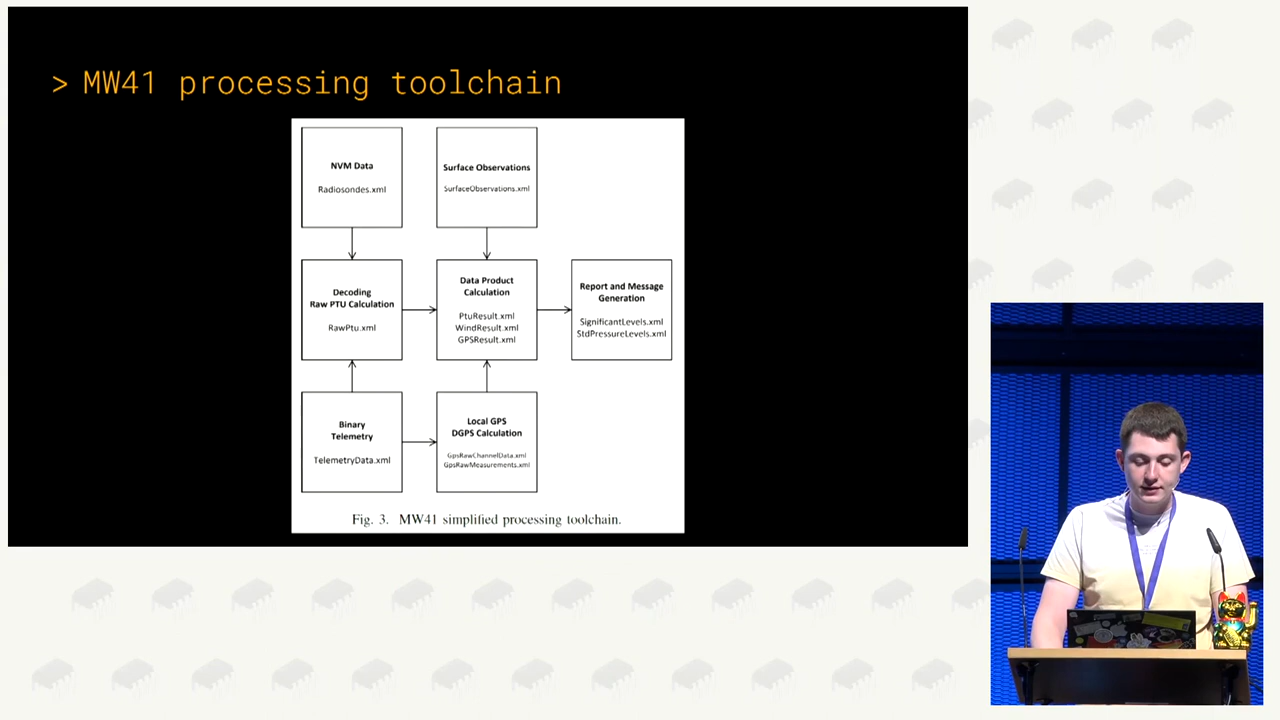 > MW41 processing toolchain
NVM Data
Radiosondes.xml
Surface Observations
SurfaceObservations.xml
Decoding
Raw PTU Calculation
RawPtu.xml
Data Product
Calculation
PtuResult.xml
WindResult.xml
GPSResult.xml
Report and Message
Generation
SignificantLevels.xml
StdPressureLevels.xml
Binary
Telemetry
TelemetryData.xml
Local GPS
DGPS Calculation
GpsRawChannelData.xml
GpsRawMeasurements.xml
Fig. 3. MW41 simplified processing toolchain.